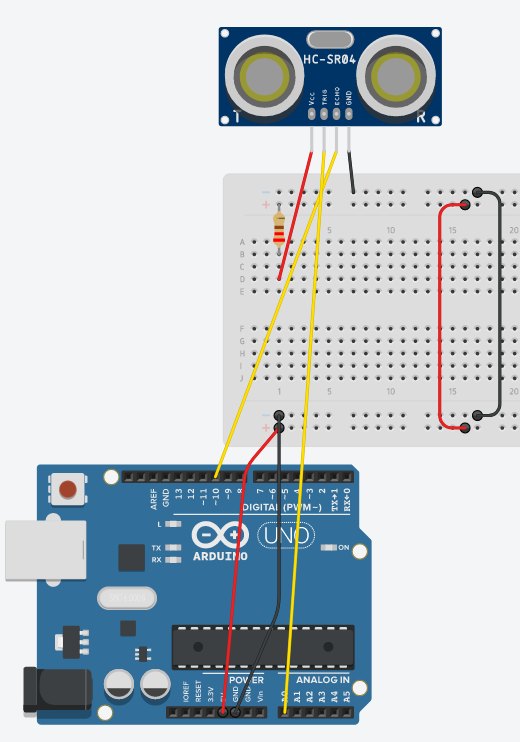 HC-SR04
VCC
TRIG
ECHO
GND
T
R
5
10
15
20
A
B
C
D
E
F
G
H
I
J
1
5
10
15
20
AREF
GND
13
12
~11
~10
~9
8
7
~6
~5
4
~3
2
TX→1
RX←0
DIGITAL (PWM~)
L
TX
RX
ARDUINO
UNO
ON
POWER
ANALOG IN
IOREF
RESET
3.3V
GND
GND
Vin
A0
A1
A2
A3
A4
A5